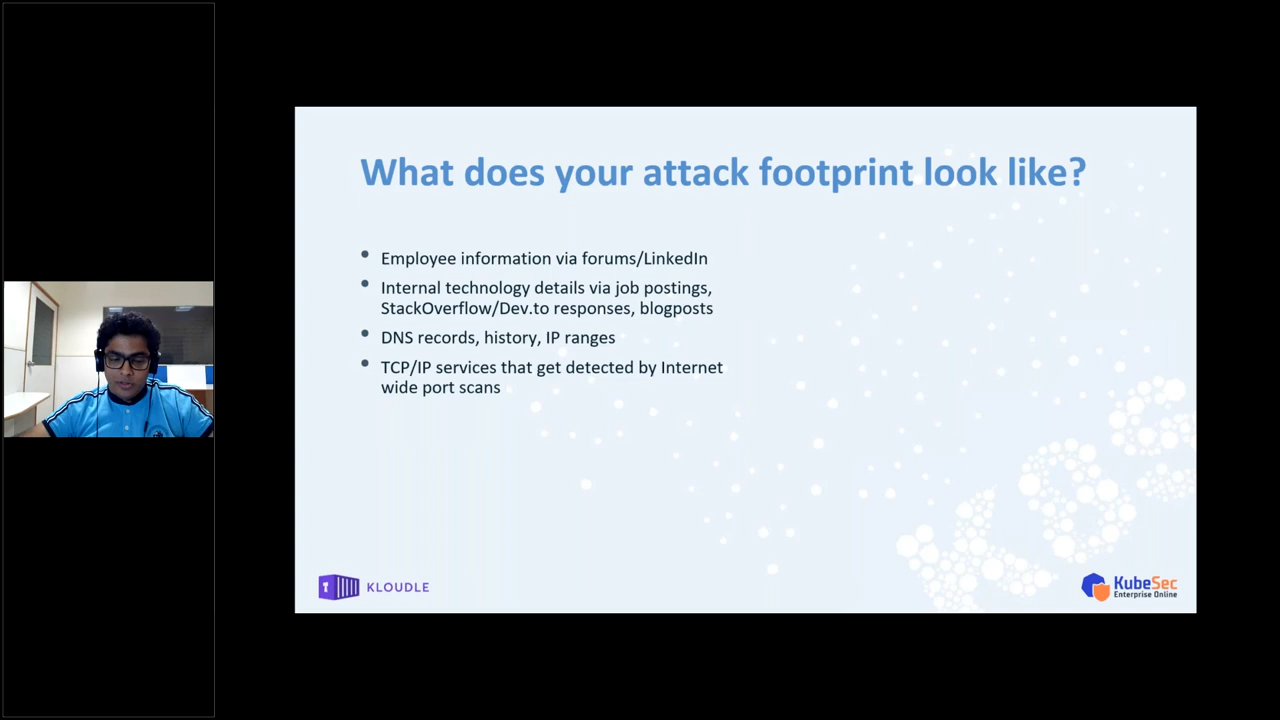 What does your attack footprint look like?
Employee information via forums/LinkedIn
Internal technology details via job postings,
StackOverflow/Dev.to responses, blogposts
DNS records, history, IP ranges
TCP/IP services that get detected by Internet
wide port scans
KLOUDLE
KubeSec
Enterprise Online